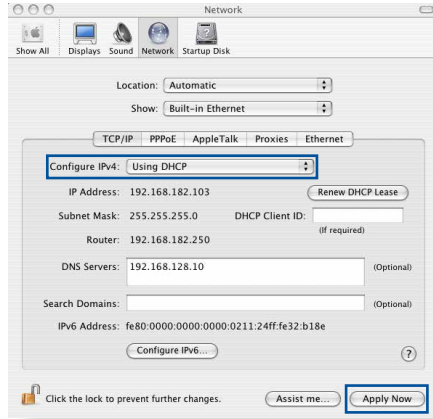 Network
Show All Displays Sound Network Startup Disk
Location: Automatic
Show: Built-in Ethernet
TCP/IP PPPoE AppleTalk Proxies Ethernet
Configure IPv4: Using DHCP
IP Address: 192.168.182.103 Renew DHCP Lease
Subnet Mask: 255.255.255.0 DHCP Client ID:
(If required)
Router: 192.168.182.250
DNS Servers: 192.168.128.10 (Optional)
Search Domains: (Optional)
IPv6 Address: fe80:0000:0000:0000:0211:24ff:fe32:b18e
Configure IPv6... ?
Click the lock to prevent further changes. Assist me... Apply Now